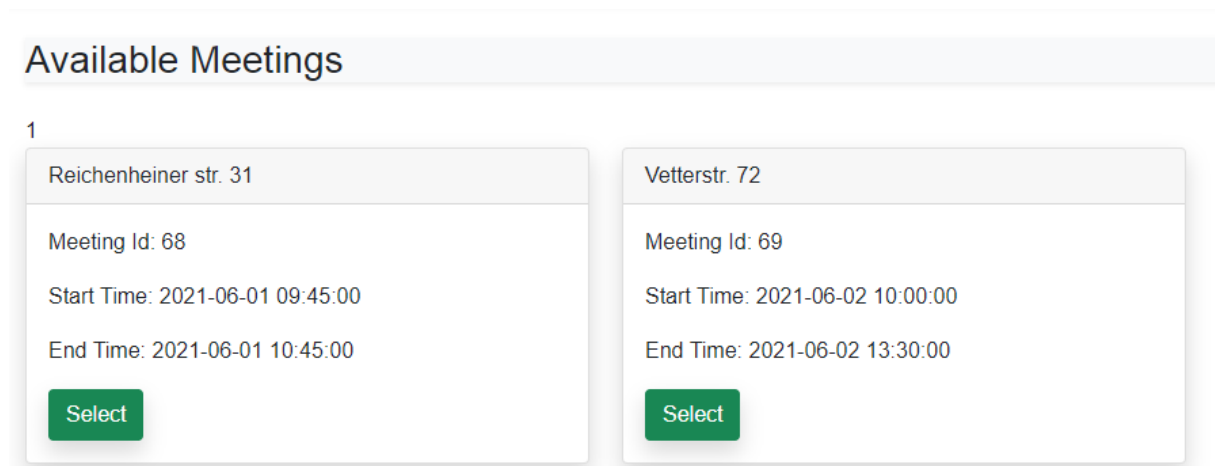 Available Meetings
1
Reichenheiner str. 31
Meeting Id: 68
Start Time: 2021-06-01 09:45:00
End Time: 2021-06-01 10:45:00
Select
Vetterstr. 72
Meeting Id: 69
Start Time: 2021-06-02 10:00:00
End Time: 2021-06-02 13:30:00
Select